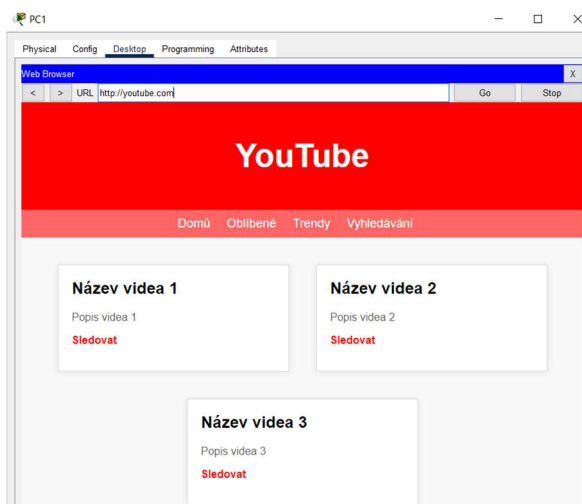 PC1
Physical Config Desktop Programming Attributes
Web Browser
X
< > URL http://youtube.com Go Stop
YouTube
Domů Oblíbené Trendy Vyhledávání
Název videa 1
Popis videa 1
Sledovat
Název videa 2
Popis videa 2
Sledovat
Název videa 3
Popis videa 3
Sledovat